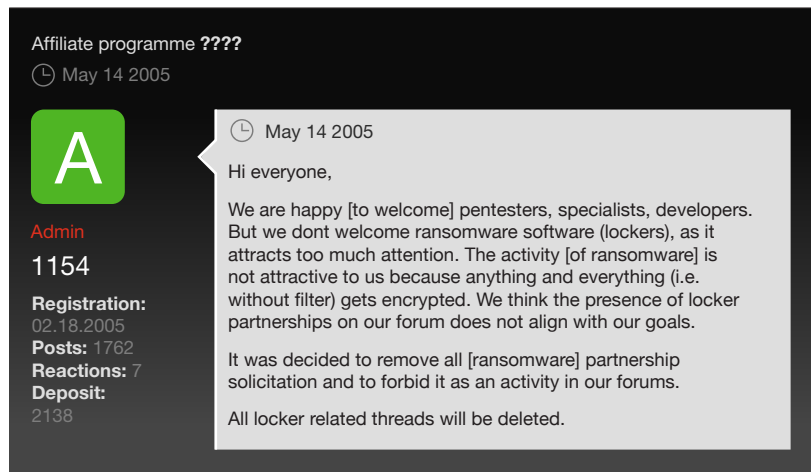 Affiliate programme ????
May 14 2005
A
Admin
1154
Registration:
02.18.2005
Posts: 1762
Reactions: 7
Deposit:
2138
May 14 2005
Hi everyone,
We are happy [to welcome] pentesters, specialists, developers.
But we dont welcome ransomware software (lockers), as it
attracts too much attention. The activity [of ransomware] is
not attractive to us because anything and everything (i.e.
without filter) gets encrypted. We think the presence of locker
partnerships on our forum does not align with our goals.
It was decided to remove all [ransomware] partnership
solicitation and to forbid it as an activity in our forums.
All locker related threads will be deleted.